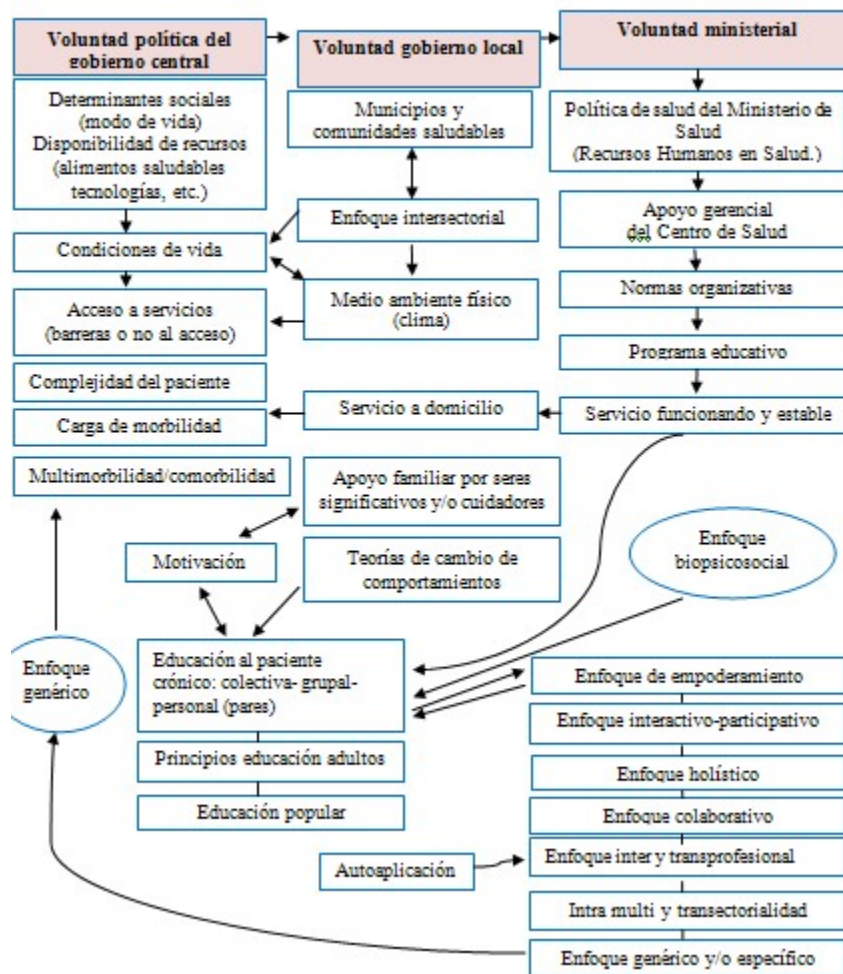 Voluntad política del
gobierno central
Voluntad gobierno local
Voluntad ministerial
Determinantes sociales
(modo de vida)
Disponibilidad de recursos
(alimentos saludables
tecnologías, etc.)
Municipios y
comunidades saludables
Política de salud del Ministerio de
Salud
(Recursos Humanos en Salud.)
Enfoque intersectorial
Apoyo gerencial
del Centro de Salud
Condiciones de vida
Medio ambiente físico
(clima)
Normas organizativas
Acceso a servicios
(barreras o no al acceso)
Programa educativo
Complejidad del paciente
Carga de morbilidad
Servicio a domicilio
Servicio funcionando y estable
Multimorbilidad/comorbilidad
Apoyo familiar por seres
significativos y/o cuidadores
Enfoque
biopsicosocial
Motivación
Teorías de cambio de
comportamientos
Enfoque
genérico
Educación al paciente
crónico: colectiva- grupal-
personal (pares)
Enfoque de empoderamiento
Enfoque interactivo-participativo
Principios educación adultos
Enfoque holístico
Educación popular
Enfoque colaborativo
Autoaplicación
Enfoque inter y transprofesional
Intra multi y transectorialidad
Enfoque genérico y/o específico